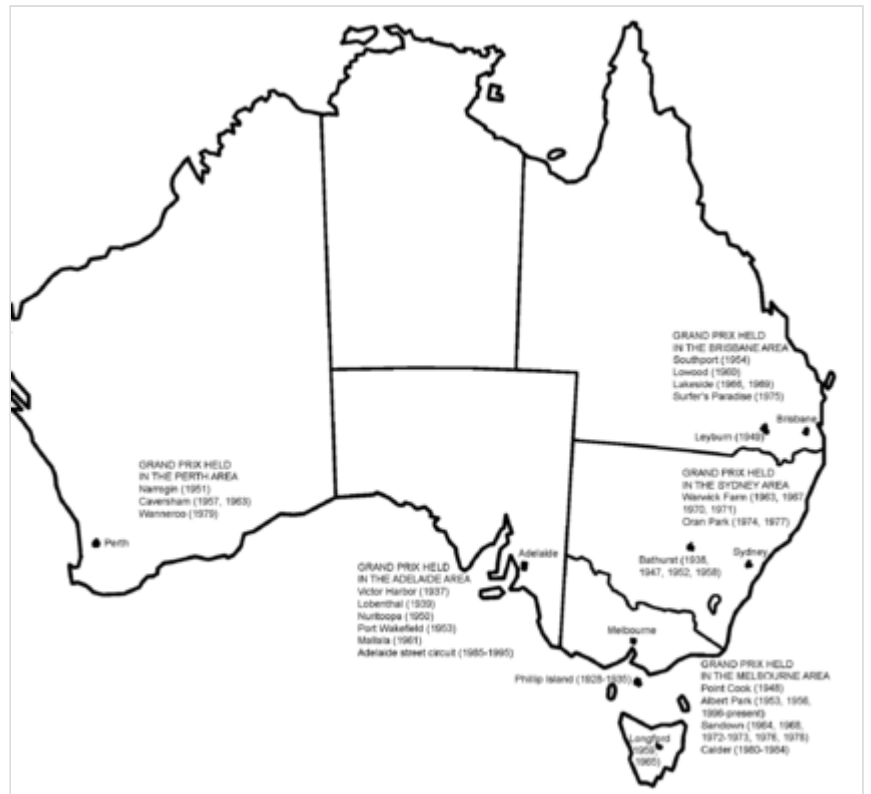 GRAND PRIX HELD
IN THE BRISBANE AREA
Southport (1954)
Lowood (1960)
Lakeside (1966, 1969)
Surfer's Paradise (1975)
Brisbane
Leyburn (1949)
GRAND PRIX HELD
IN THE PERTH AREA
Narrogin (1951)
Caversham (1957, 1963)
Wanneroo (1979)
Perth
GRAND PRIX HELD
IN THE SYDNEY AREA
Warwick Farm (1963, 1967
1970, 1971)
Oran Park (1974, 1977)
Sydney
Bathurst (1938,
1947, 1952, 1958)
Adelaide
GRAND PRIX HELD
IN THE ADELAIDE AREA
Victor Harbor (1937)
Lobenthal (1939)
NuriToopa (1950)
Port Wakefield (1953)
Mallala (1961)
Adelaide street circuit (1985-1995)
Melbourne
Phillip Island (1928-1935)
GRAND PRIX HELD
IN THE MELBOURNE AREA
Point Cook (1948)
Albert Park (1953, 1956,
1996-present)
Sandown (1964, 1968,
1972-1973, 1976, 1978)
Calder (1980-1984)
Longford
(1959,
1965)